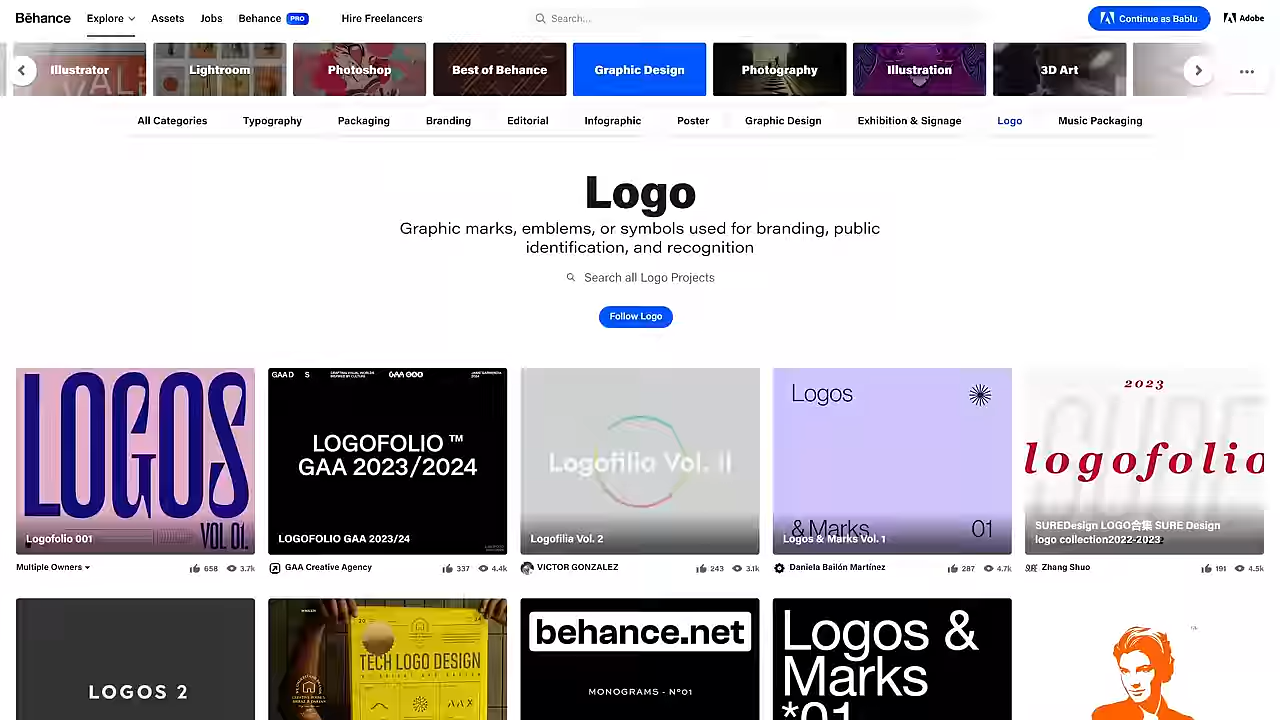 Bēhance
Explore
Assets
Jobs
Behance PRO
Hire Freelancers
Search...
Continue as Bablu
Adobe
Illustrator
Lightroom
Photoshop
Best of Behance
Graphic Design
Photography
Illustration
3D Art
All Categories
Typography
Packaging
Branding
Editorial
Infographic
Poster
Graphic Design
Exhibition & Signage
Logo
Music Packaging
Logo
Graphic marks, emblems, or symbols used for branding, public
identification, and recognition
Search all Logo Projects
Follow Logo
LOGOS
VOL 01.
Logofolio 001
Multiple Owners
658
3.7k
LOGOFOLIO ™
GAA 2023/2024
LOGOFOLIO GAA 2023/24
GAA Creative Agency
337
4.4k
Logofilia Vol. II
Logofilia Vol. 2
VICTOR GONZALEZ
243
3.1k
Logos
& Marks
01
Logos & Marks Vol. 1
Daniela Bailón Martínez
287
4.7k
2023
logofolio
SUREDesign LOGO合集 SURE Design
logo collection2022-2023
Zhang Shuo
191
4.5k
LOGOS 2
TECH LOGO DESIGN
behance.net
MONOGRAMS - Nº01
Logos &
Marks
*01